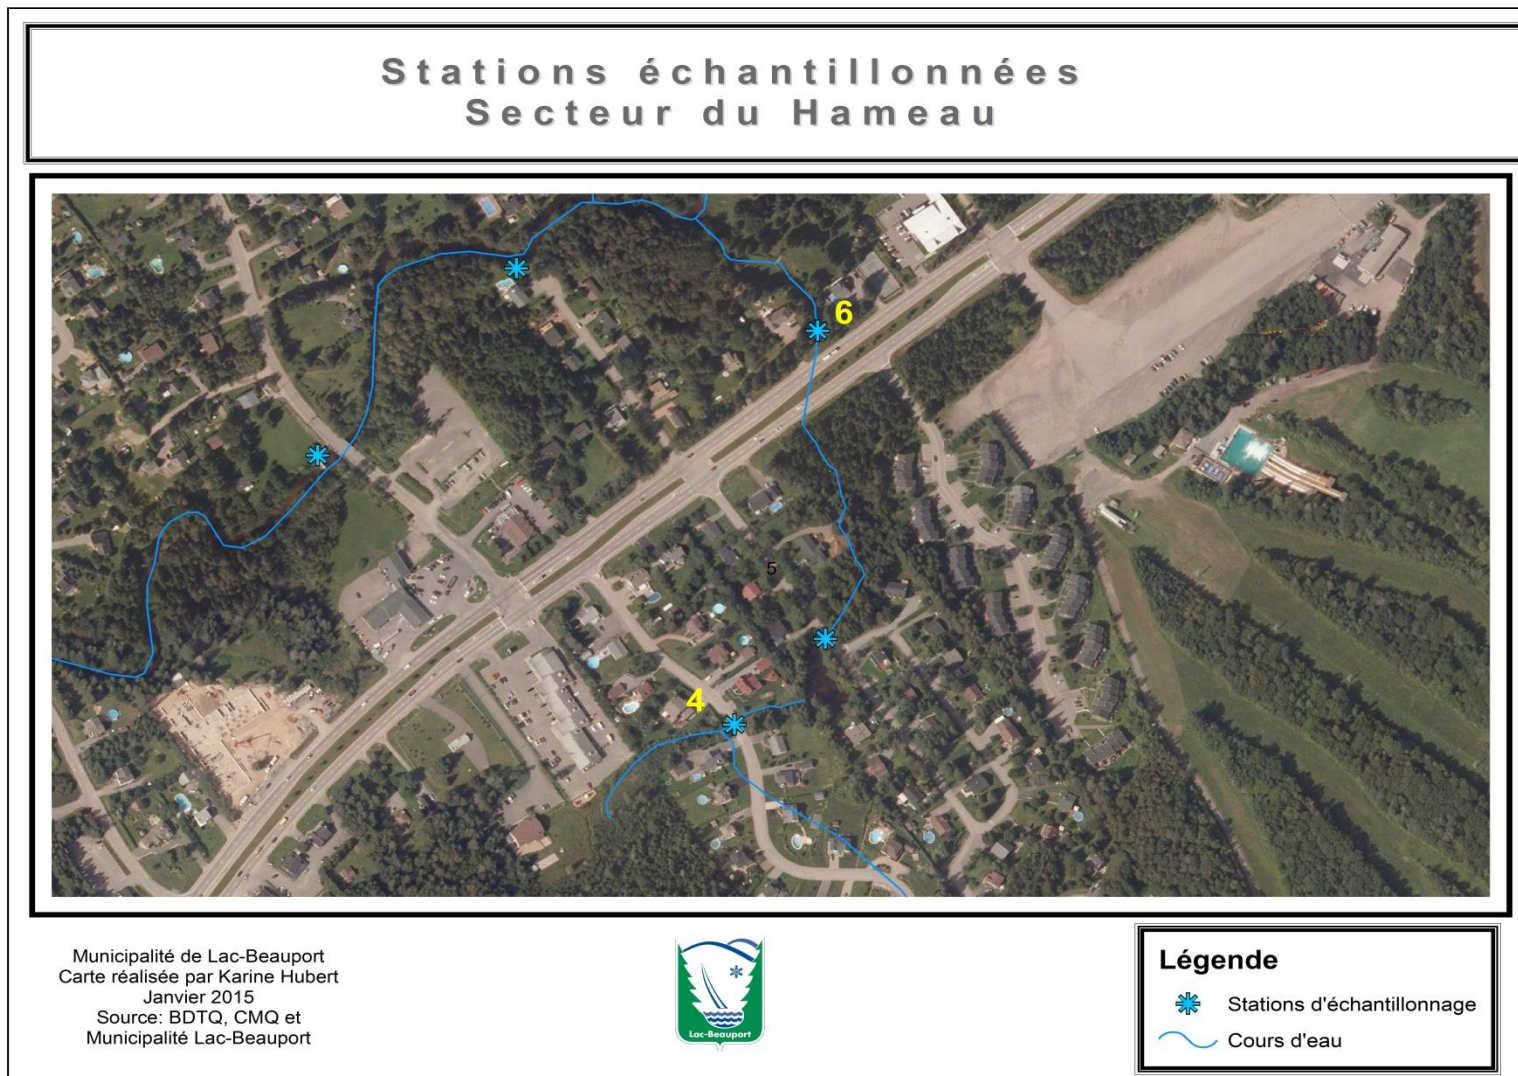 Stations échantillonnées
Secteur du Hameau
6
5
4
Municipalité de Lac-Beauport
Carte réalisée par Karine Hubert
Janvier 2015
Source: BDTQ, CMQ et
Municipalité Lac-Beauport
Lac-Beauport
Légende
Stations d'échantillonnage
Cours d'eau